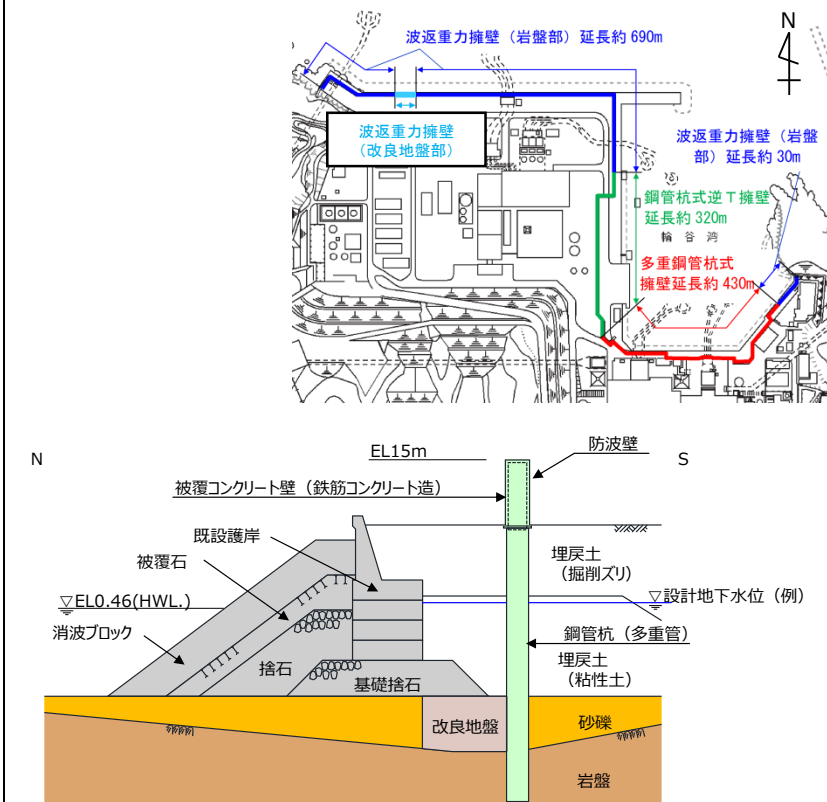 N
波返重力擁壁（岩盤部）延長約 690m
波返重力擁壁
（改良地盤部）
波返重力擁壁（岩盤
部）延長約 30m
鋼管杭式逆Ｔ擁壁
延長約 320m
輪谷湾
多重鋼管杭式
擁壁延長約 430m
N
EL15m
防波壁
S
被覆コンクリート壁（鉄筋コンクリート造）
既設護岸
被覆石
埋戻土
（掘削ズリ）
▽EL0.46(HWL.)
▽設計地下水位（例）
消波ブロック
鋼管杭（多重管）
捨石
埋戻土
（粘性土）
基礎捨石
改良地盤
砂礫
岩盤